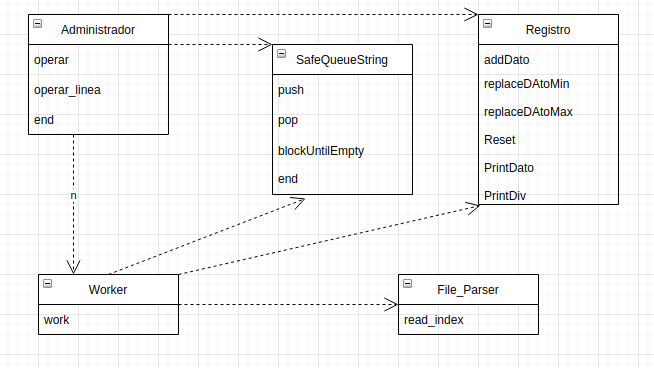 Administrador
operar
operar_linea
end
SafeQueueString
push
pop
blockUntilEmpty
end
Registro
addDato
replaceDAtoMin
replaceDAtoMax
Reset
PrintDato
PrintDiv
n
Worker
work
File_Parser
read_index